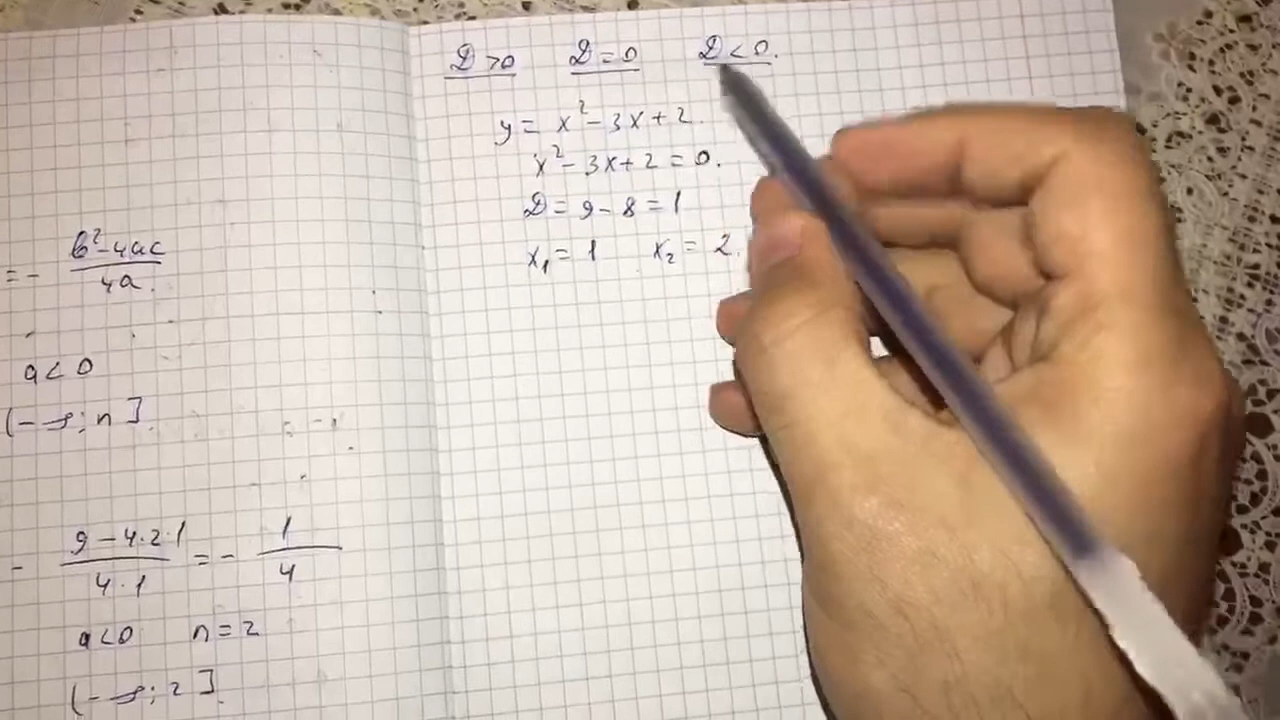 = - b²-4ac / 4a.
a < 0
(-∞; n].
- 9-4·2·1 / 4·1 = - 1 / 4
a<0 n=2
(-∞; 2]
D>0 D=0 D<0.
y = x²-3x+2.
x²-3x+2=0.
D=9-8=1
x₁=1 x₂=2.